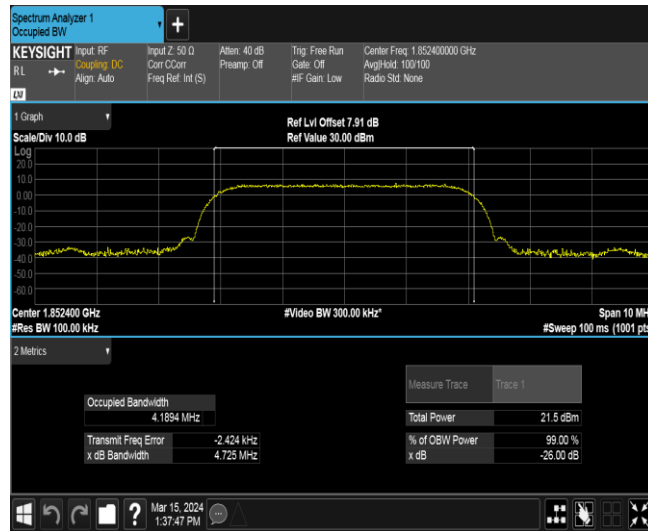 Spectrum Analyzer 1
Occupied BW
+
KEYSIGHT Input: RF Input Z: 50 Ω Atten: 40 dB Trig: Free Run Center Freq: 1.852400000 GHz
RL Coupling: DC Corr CCorr Preamp: Off Gate: Off Avg|Hold: 100/100
Align: Auto Freq Ref: Int (S) #IF Gain: Low Radio Std: None
LXI
1 Graph Ref Lvl Offset 7.91 dB
Scale/Div 10.0 dB Ref Value 30.00 dBm
Log
20.0
10.0
0.00
-10.0
-20.0
-30.0
-40.0
-50.0
-60.0
Center 1.852400 GHz #Video BW 300.00 kHz* Span 10 MH
#Res BW 100.00 kHz #Sweep 100 ms (1001 pts
2 Metrics
Measure Trace Trace 1
Occupied Bandwidth
4.1894 MHz Total Power 21.5 dBm
Transmit Freq Error -2.424 kHz % of OBW Power 99.00 %
x dB Bandwidth 4.725 MHz x dB -26.00 dB
? Mar 15, 2024
1:37:47 PM